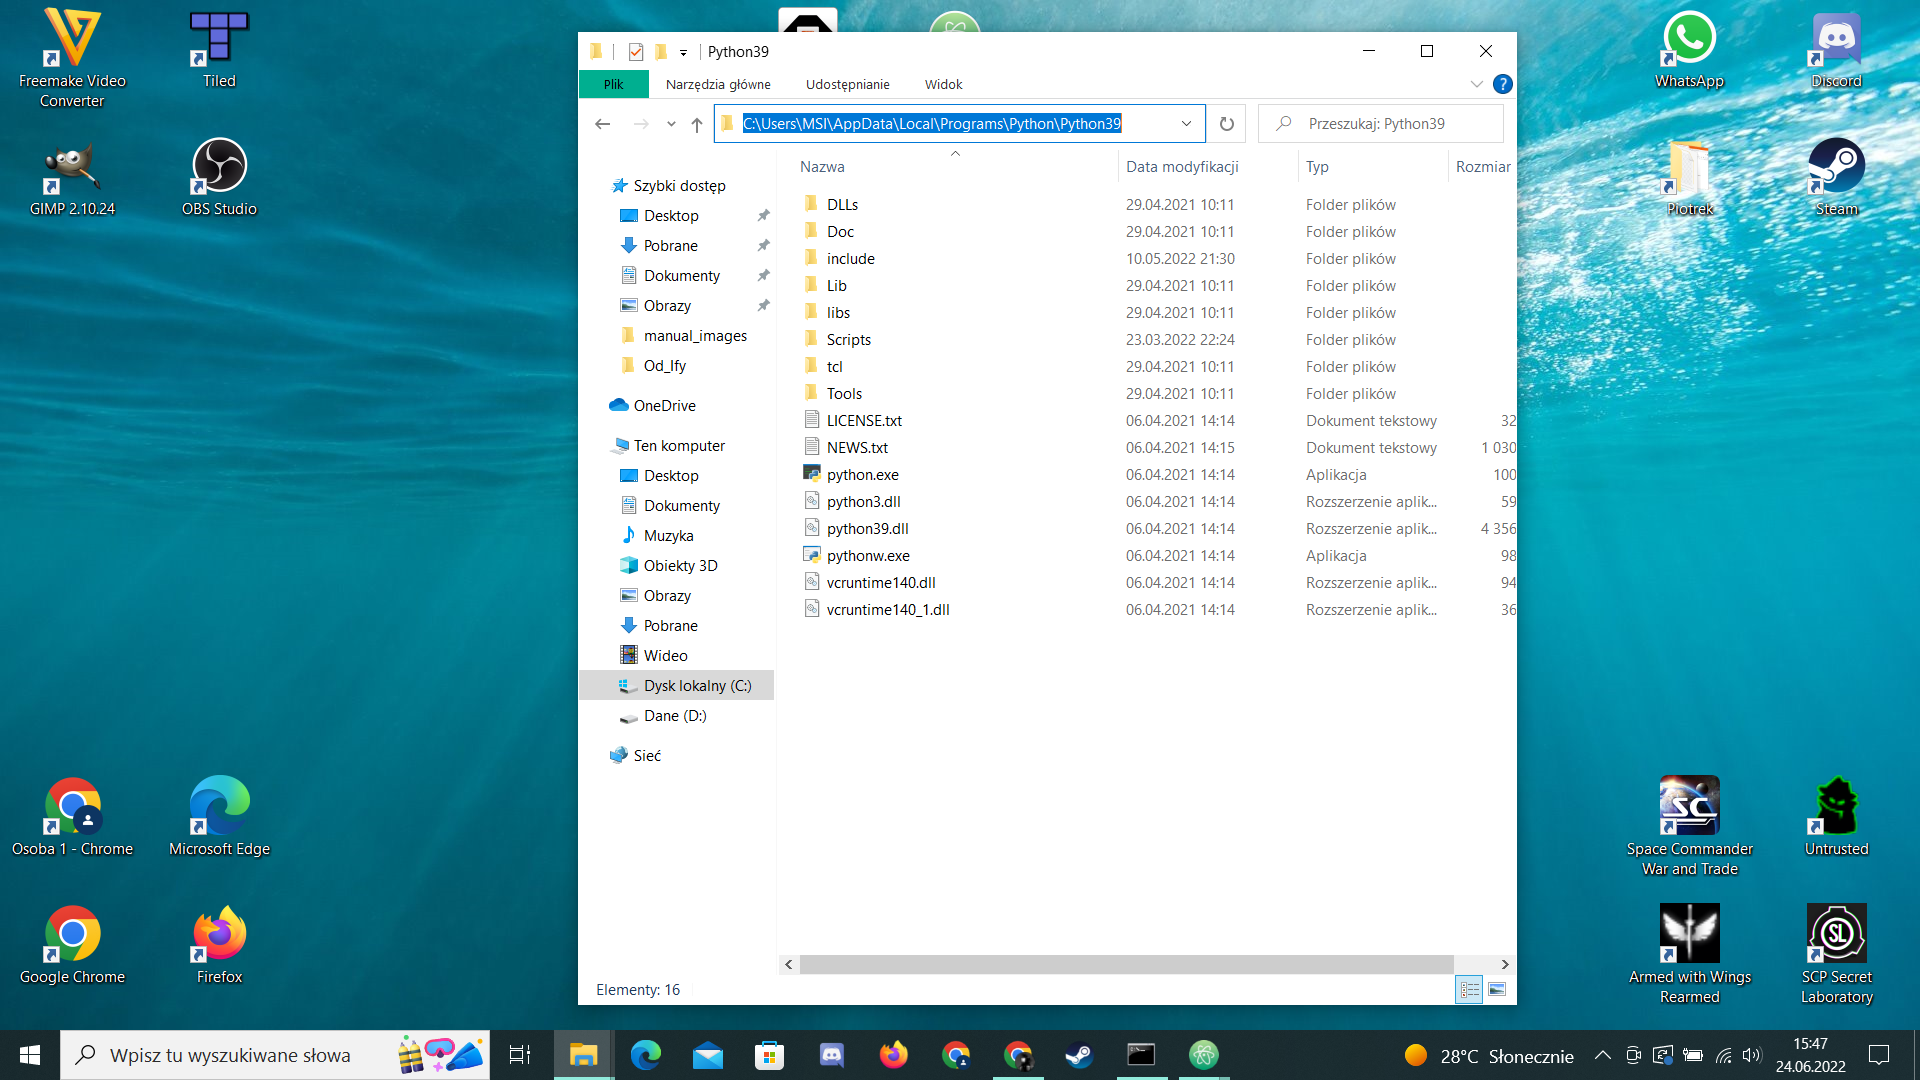 Freemake Video
Converter
Tiled
GIMP 2.10.24
OBS Studio
Osoba 1 - Chrome
Microsoft Edge
Google Chrome
Firefox
Python39
Plik
Narzędzia główne
Udostępnianie
Widok
?
C:\Users\MSI\AppData\Local\Programs\Python\Python39
Przeszukaj: Python39
Szybki dostęp
Desktop
Pobrane
Dokumenty
Obrazy
manual_images
Od_Ify
OneDrive
Ten komputer
Desktop
Dokumenty
Muzyka
Obiekty 3D
Obrazy
Pobrane
Wideo
Dysk lokalny (C:)
Dane (D:)
Sieć
Nazwa Data modyfikacji Typ Rozmiar
DLLs 29.04.2021 10:11 Folder plików
Doc 29.04.2021 10:11 Folder plików
include 10.05.2022 21:30 Folder plików
Lib 29.04.2021 10:11 Folder plików
libs 29.04.2021 10:11 Folder plików
Scripts 23.03.2022 22:24 Folder plików
tcl 29.04.2021 10:11 Folder plików
Tools 29.04.2021 10:11 Folder plików
LICENSE.txt 06.04.2021 14:14 Dokument tekstowy 32
NEWS.txt 06.04.2021 14:15 Dokument tekstowy 1 030
python.exe 06.04.2021 14:14 Aplikacja 100
python3.dll 06.04.2021 14:14 Rozszerzenie aplik... 59
python39.dll 06.04.2021 14:14 Rozszerzenie aplik... 4 356
pythonw.exe 06.04.2021 14:14 Aplikacja 98
vcruntime140.dll 06.04.2021 14:14 Rozszerzenie aplik... 94
vcruntime140_1.dll 06.04.2021 14:14 Rozszerzenie aplik... 36
Elementy: 16
WhatsApp
Discord
Piotrek
Steam
SC
Space Commander
War and Trade
Untrusted
Armed with Wings
Rearmed
SL
SCP Secret
Laboratory
Wpisz tu wyszukiwane słowa
28°C Słonecznie
15:47
24.06.2022